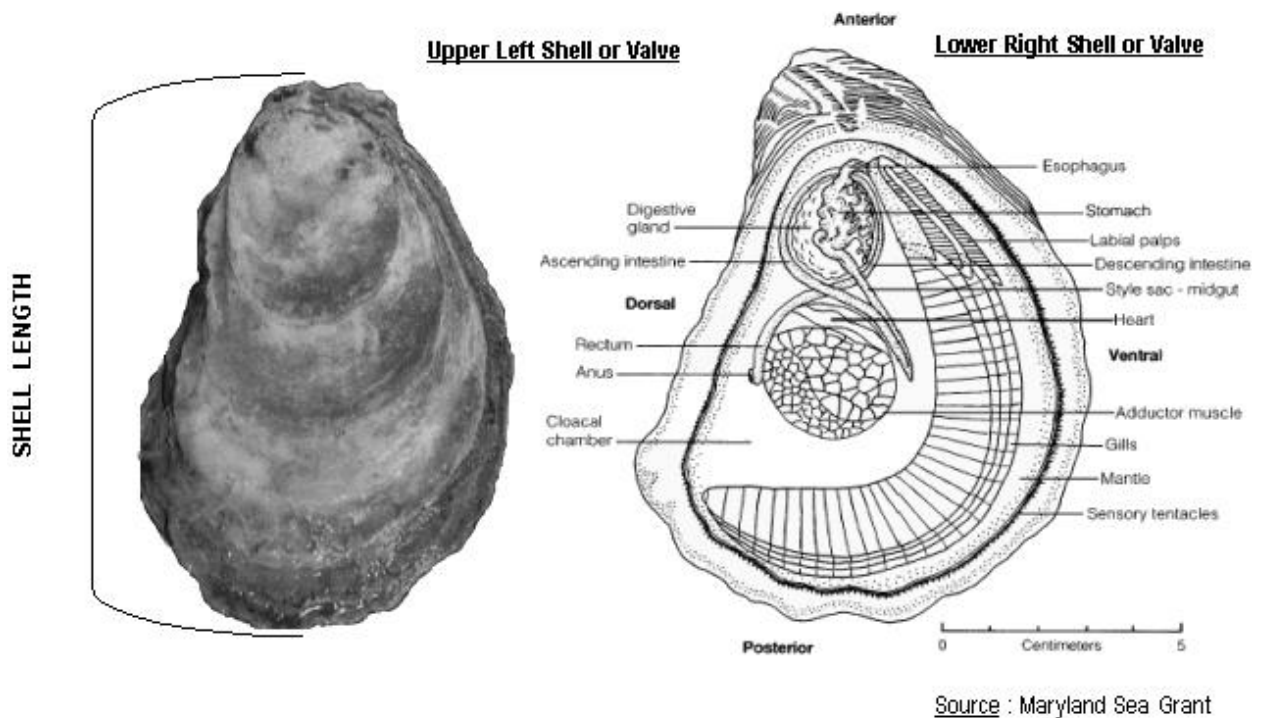 Anterior
Upper Left Shell or Valve
Lower Right Shell or Valve
SHELL LENGTH
Digestive
gland
Ascending intestine
Dorsal
Rectum
Anus
Cloacal
chamber
Esophagus
Stomach
Labial palps
Descending intestine
Style sac - midgut
Heart
Ventral
Adductor muscle
Gills
Mantle
Sensory tentacles
Posterior
0 Centimeters 5
Source : Maryland Sea Grant